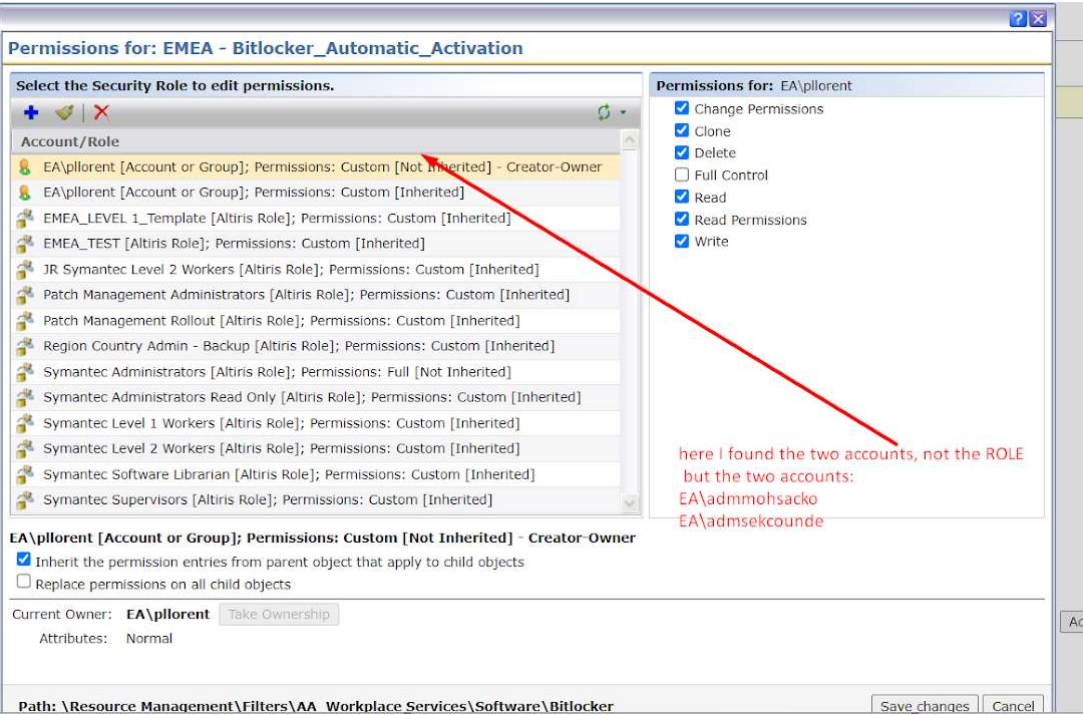 Permissions for: EMEA - Bitlocker_Automatic_Activation
Select the Security Role to edit permissions.
Account/Role
EA\pllorent [Account or Group]; Permissions: Custom [Not Inherited] - Creator-Owner
EA\pllorent [Account or Group]; Permissions: Custom [Inherited]
EMEA_LEVEL 1_Template [Altiris Role]; Permissions: Custom [Inherited]
EMEA_TEST [Altiris Role]; Permissions: Custom [Inherited]
JR Symantec Level 2 Workers [Altiris Role]; Permissions: Custom [Inherited]
Patch Management Administrators [Altiris Role]; Permissions: Custom [Inherited]
Patch Management Rollout [Altiris Role]; Permissions: Custom [Inherited]
Region Country Admin - Backup [Altiris Role]; Permissions: Custom [Inherited]
Symantec Administrators [Altiris Role]; Permissions: Full [Not Inherited]
Symantec Administrators Read Only [Altiris Role]; Permissions: Custom [Inherited]
Symantec Level 1 Workers [Altiris Role]; Permissions: Custom [Inherited]
Symantec Level 2 Workers [Altiris Role]; Permissions: Custom [Inherited]
Symantec Software Librarian [Altiris Role]; Permissions: Custom [Inherited]
Symantec Supervisors [Altiris Role]; Permissions: Custom [Inherited]
Permissions for: EA\pllorent
Change Permissions
Clone
Delete
Full Control
Read
Read Permissions
Write
here I found the two accounts, not the ROLE
but the two accounts:
EA\admmohsacko
EA\admsekcounde
EA\pllorent [Account or Group]; Permissions: Custom [Not Inherited] - Creator-Owner
Inherit the permission entries from parent object that apply to child objects
Replace permissions on all child objects
Current Owner: EA\pllorent Take Ownership
Attributes: Normal
Ac
Path: \Resource Management\Filters\AA_Workplace Services\Software\Bitlocker
Save changes Cancel